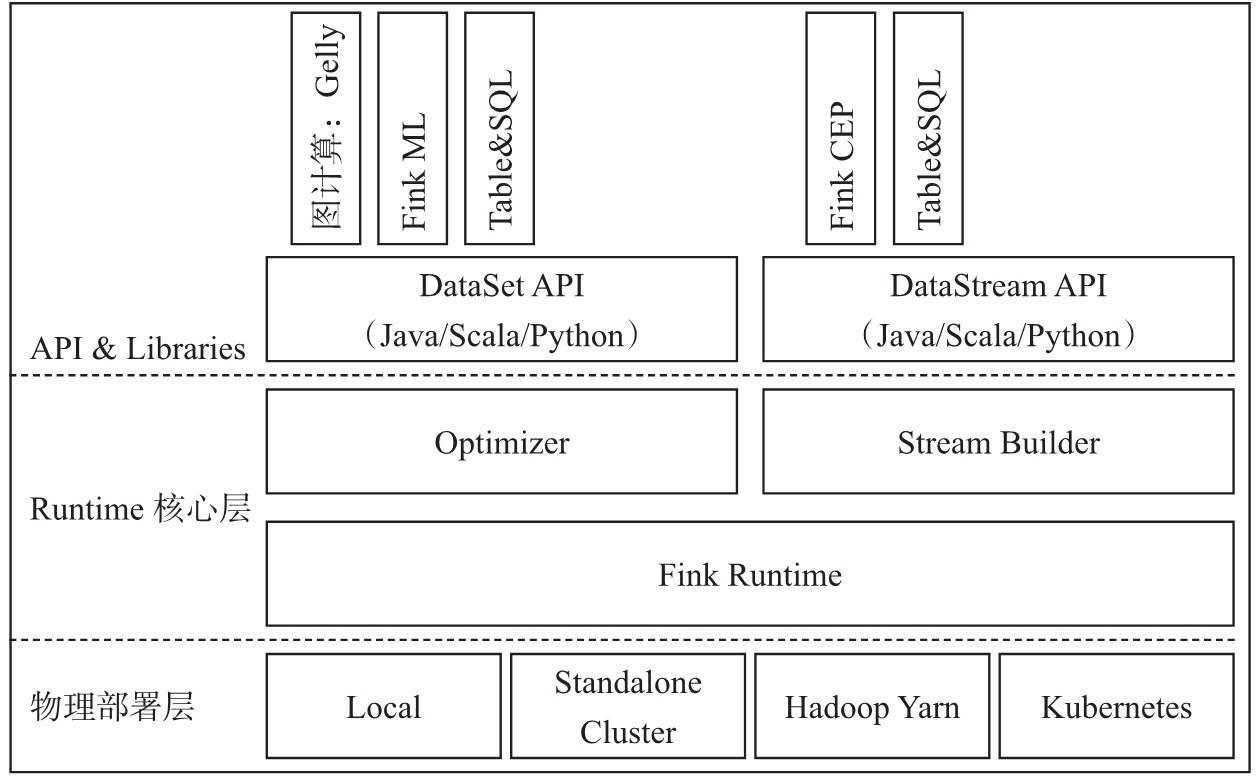 图计算：Gelly
Fink ML
Table&SQL
Fink CEP
Table&SQL
DataSet API
（Java/Scala/Python）
DataStream API
（Java/Scala/Python）
API & Libraries
Optimizer
Stream Builder
Runtime 核心层
Fink Runtime
物理部署层
Local
Standalone
Cluster
Hadoop Yarn
Kubernetes